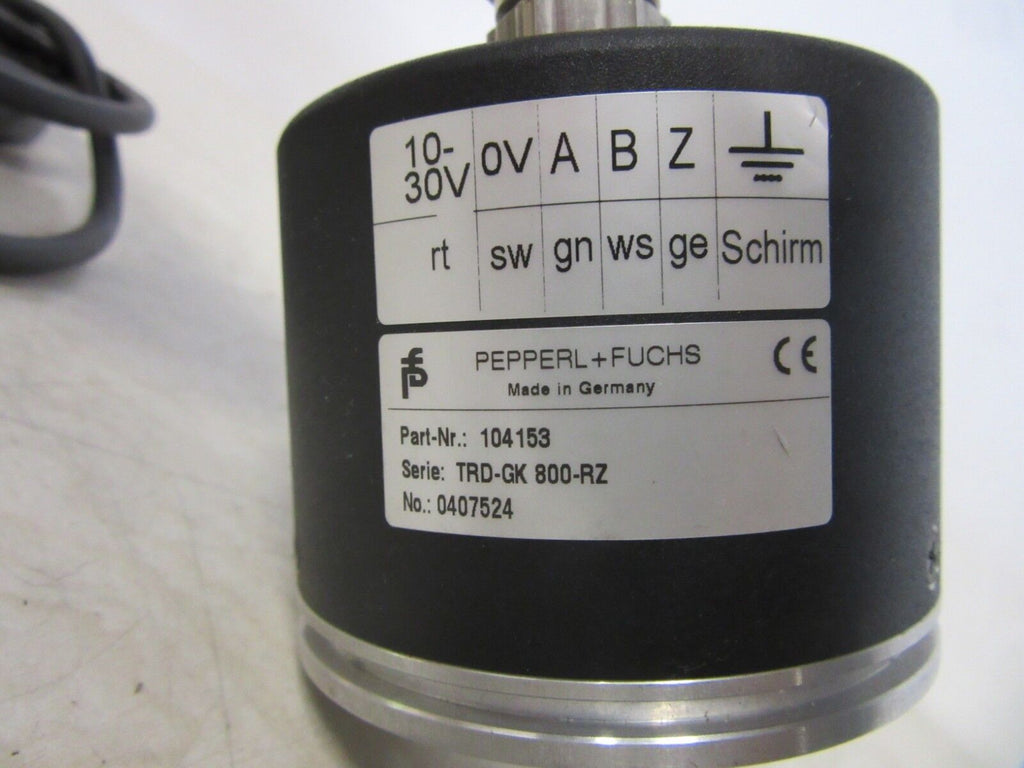 10-
30V 0V A B Z
rt sw gn ws ge Schirm
PEPPERL+FUCHS
CE
Made in Germany
Part-Nr.: 104153
Serie: TRD-GK 800-RZ
No.: 0407524